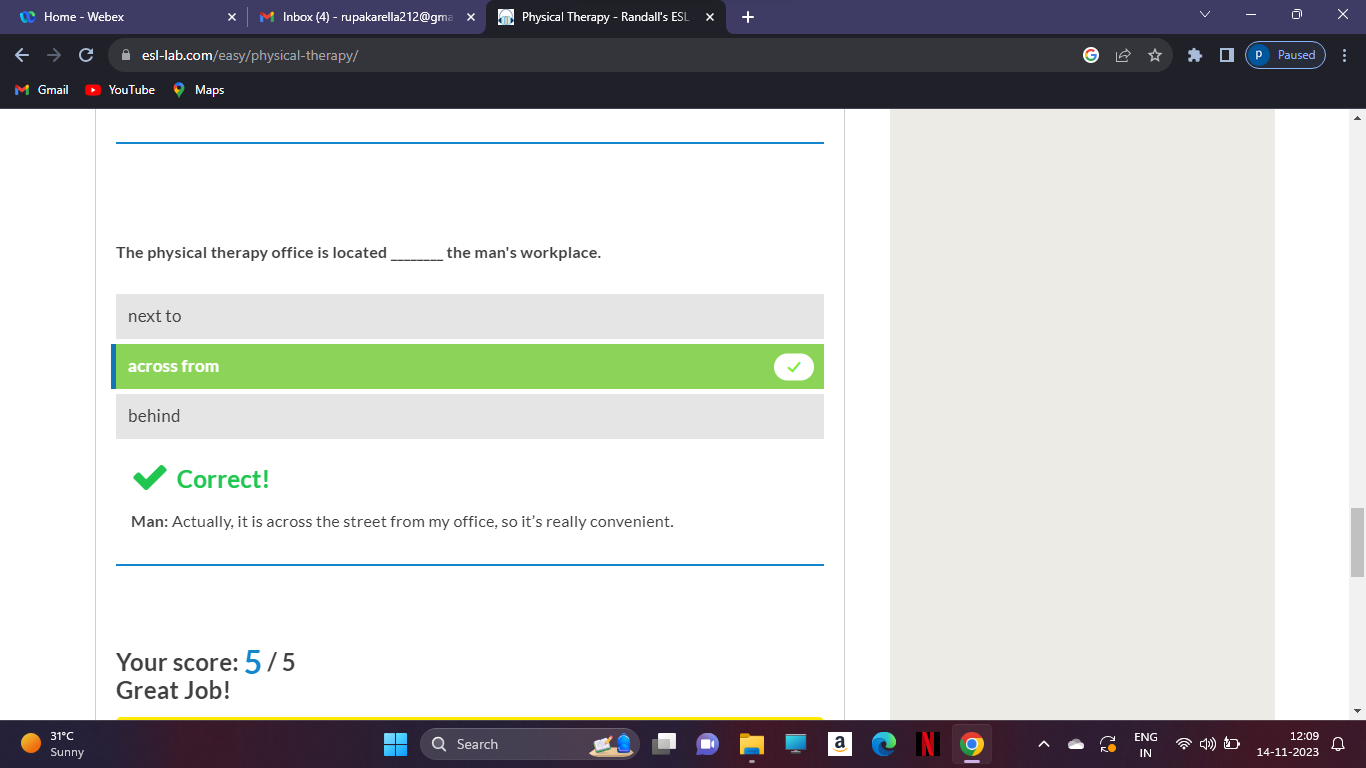 Home - Webex
Inbox (4) - rupakarella212@gma
Physical Therapy - Randall's ESL
esl-lab.com/easy/physical-therapy/
p Paused
Gmail
YouTube
Maps
The physical therapy office is located ________ the man's workplace.
next to
across from
behind
Correct!
Man: Actually, it is across the street from my office, so it’s really convenient.
Your score: 5 / 5
Great Job!
31°C
Sunny
Search
ENG
IN
12:09
14-11-2023